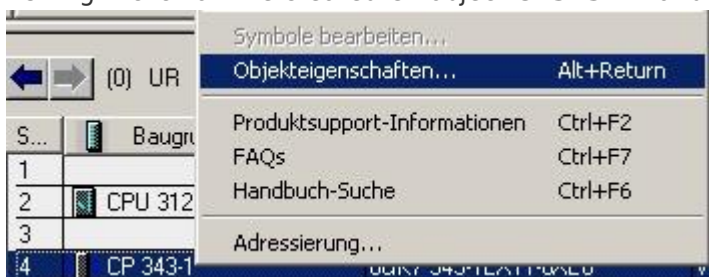 Symbole bearbeiten...
Objekteigenschaften... Alt+Return
(0) UR
Produktsupport-Informationen Ctrl+F2
S... Baugru
FAQs Ctrl+F7
1
Handbuch-Suche Ctrl+F6
2 CPU 312
3
Adressierung...
4 CP 343-1